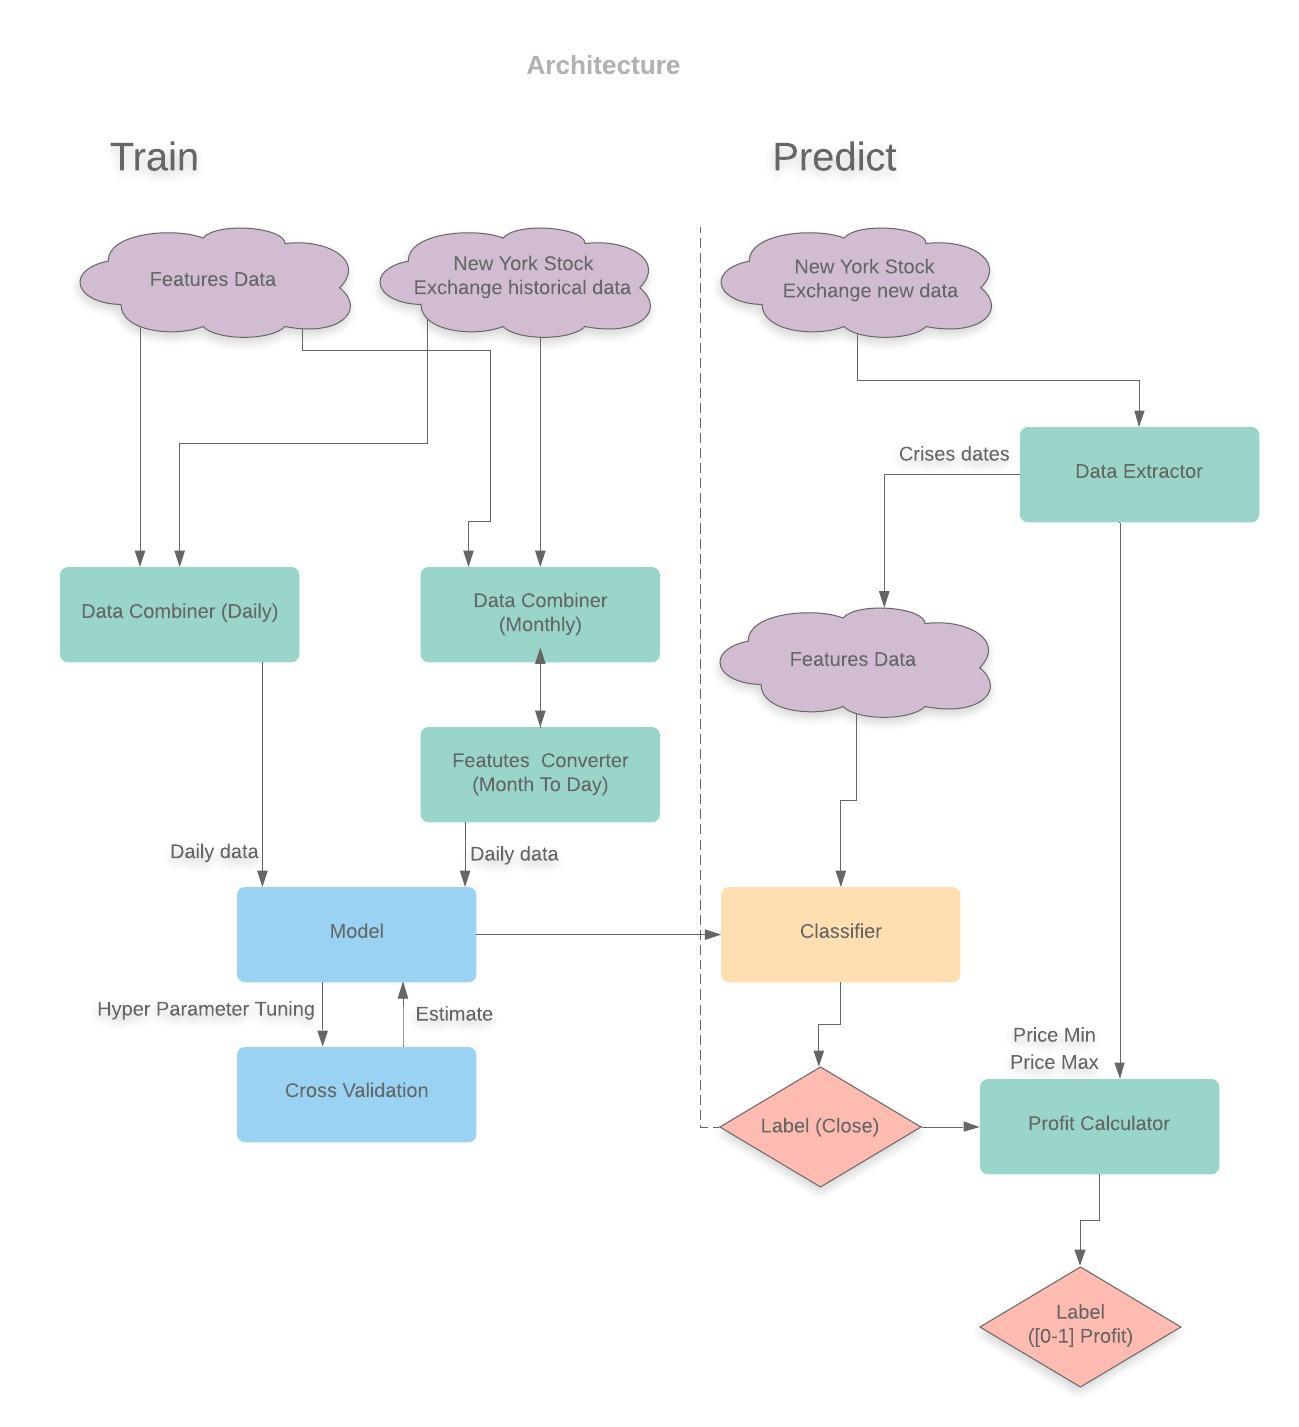 Architecture
Train
Predict
Features Data
New York Stock
Exchange historical data
New York Stock
Exchange new data
Crises dates
Data Extractor
Data Combiner (Daily)
Data Combiner
(Monthly)
Features Data
Featutes  Converter
(Month To Day)
Daily data
Daily data
Model
Classifier
Hyper Parameter Tuning
Estimate
Price Min
Price Max
Cross Validation
Label (Close)
Profit Calculator
Label
([0-1] Profit)